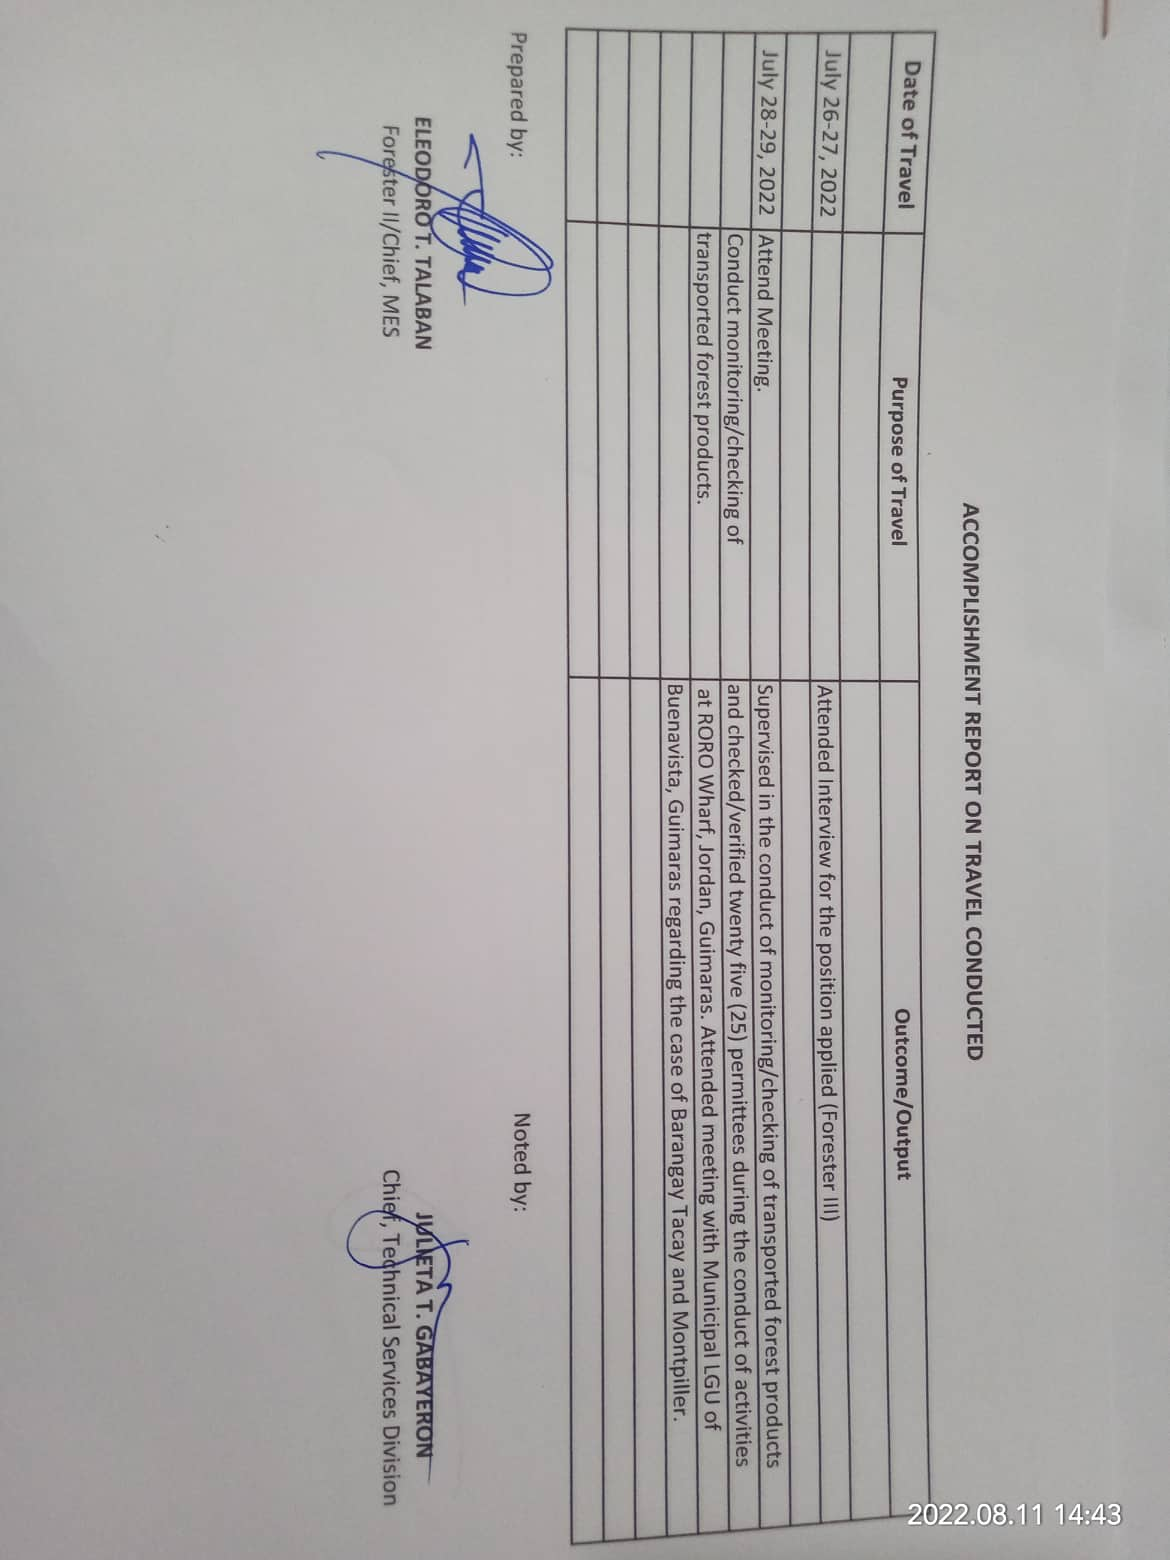 ACCOMPLISHMENT REPORT ON TRAVEL CONDUCTED
Date of Travel Purpose of Travel Outcome/Output
July 26-27, 2022 Attended Interview for the position applied (Forester III)
July 28-29, 2022 Attend Meeting. Supervised in the conduct of monitoring/checking of transported forest products
Conduct monitoring/checking of and checked/verified twenty five (25) permittees during the conduct of activities
transported forest products. at RORO Wharf, Jordan, Guimaras. Attended meeting with Municipal LGU of
Buenavista, Guimaras regarding the case of Barangay Tacay and Montpiller.
Prepared by: Noted by:
ELEODORO T. TALABAN JULIETA T. GABAYERON
Forester II/Chief, MES Chief, Technical Services Division
2022.08.11 14:43